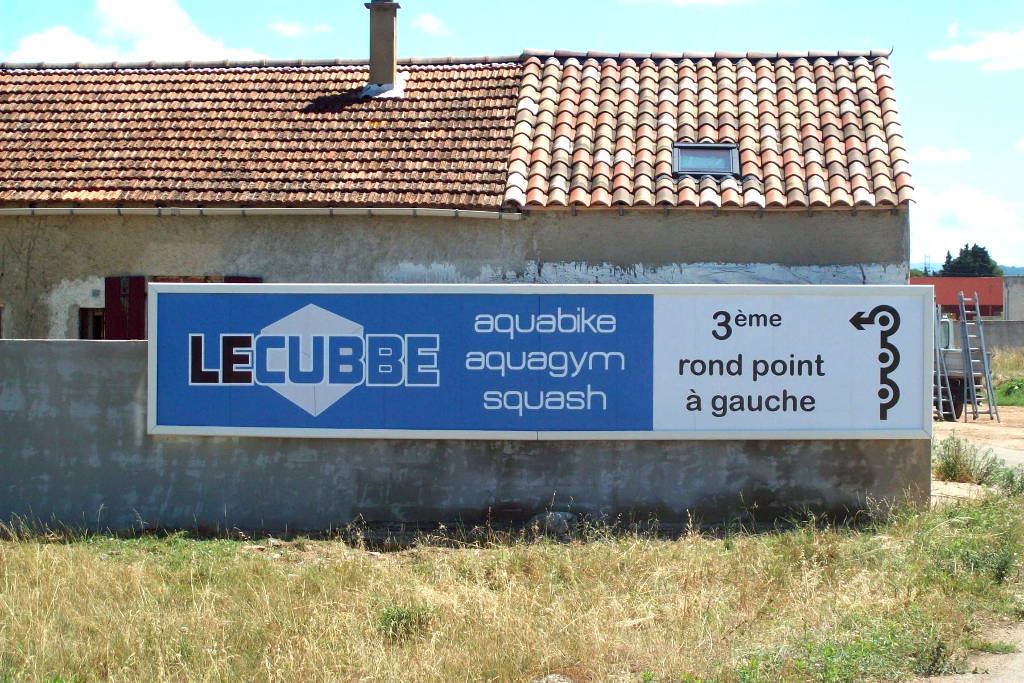 LECUBBE
aquabike
aquagym
squash
3ème
rond point
à gauche